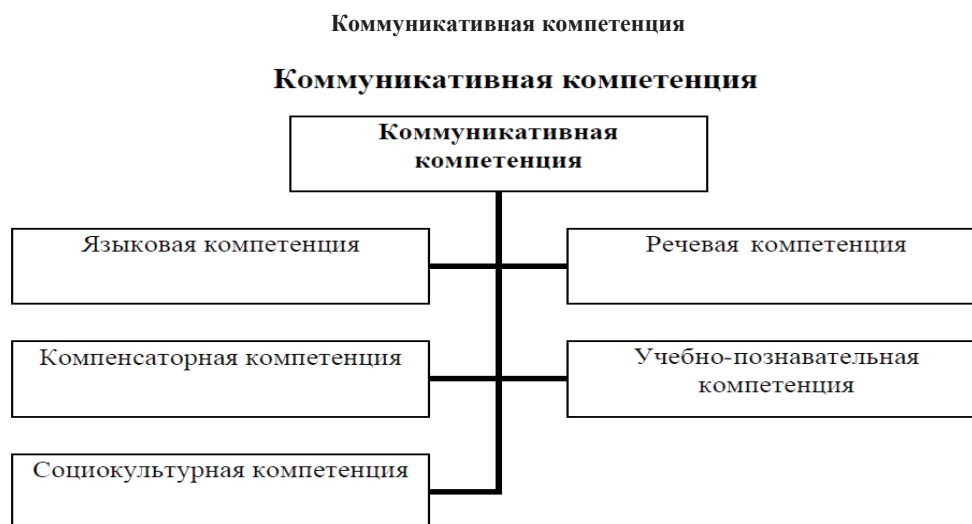 Коммуникативная компетенция
Коммуникативная компетенция
Коммуникативная
компетенция
Языковая компетенция
Речевая компетенция
Компенсаторная компетенция
Учебно-познавательная
компетенция
Социокультурная компетенция